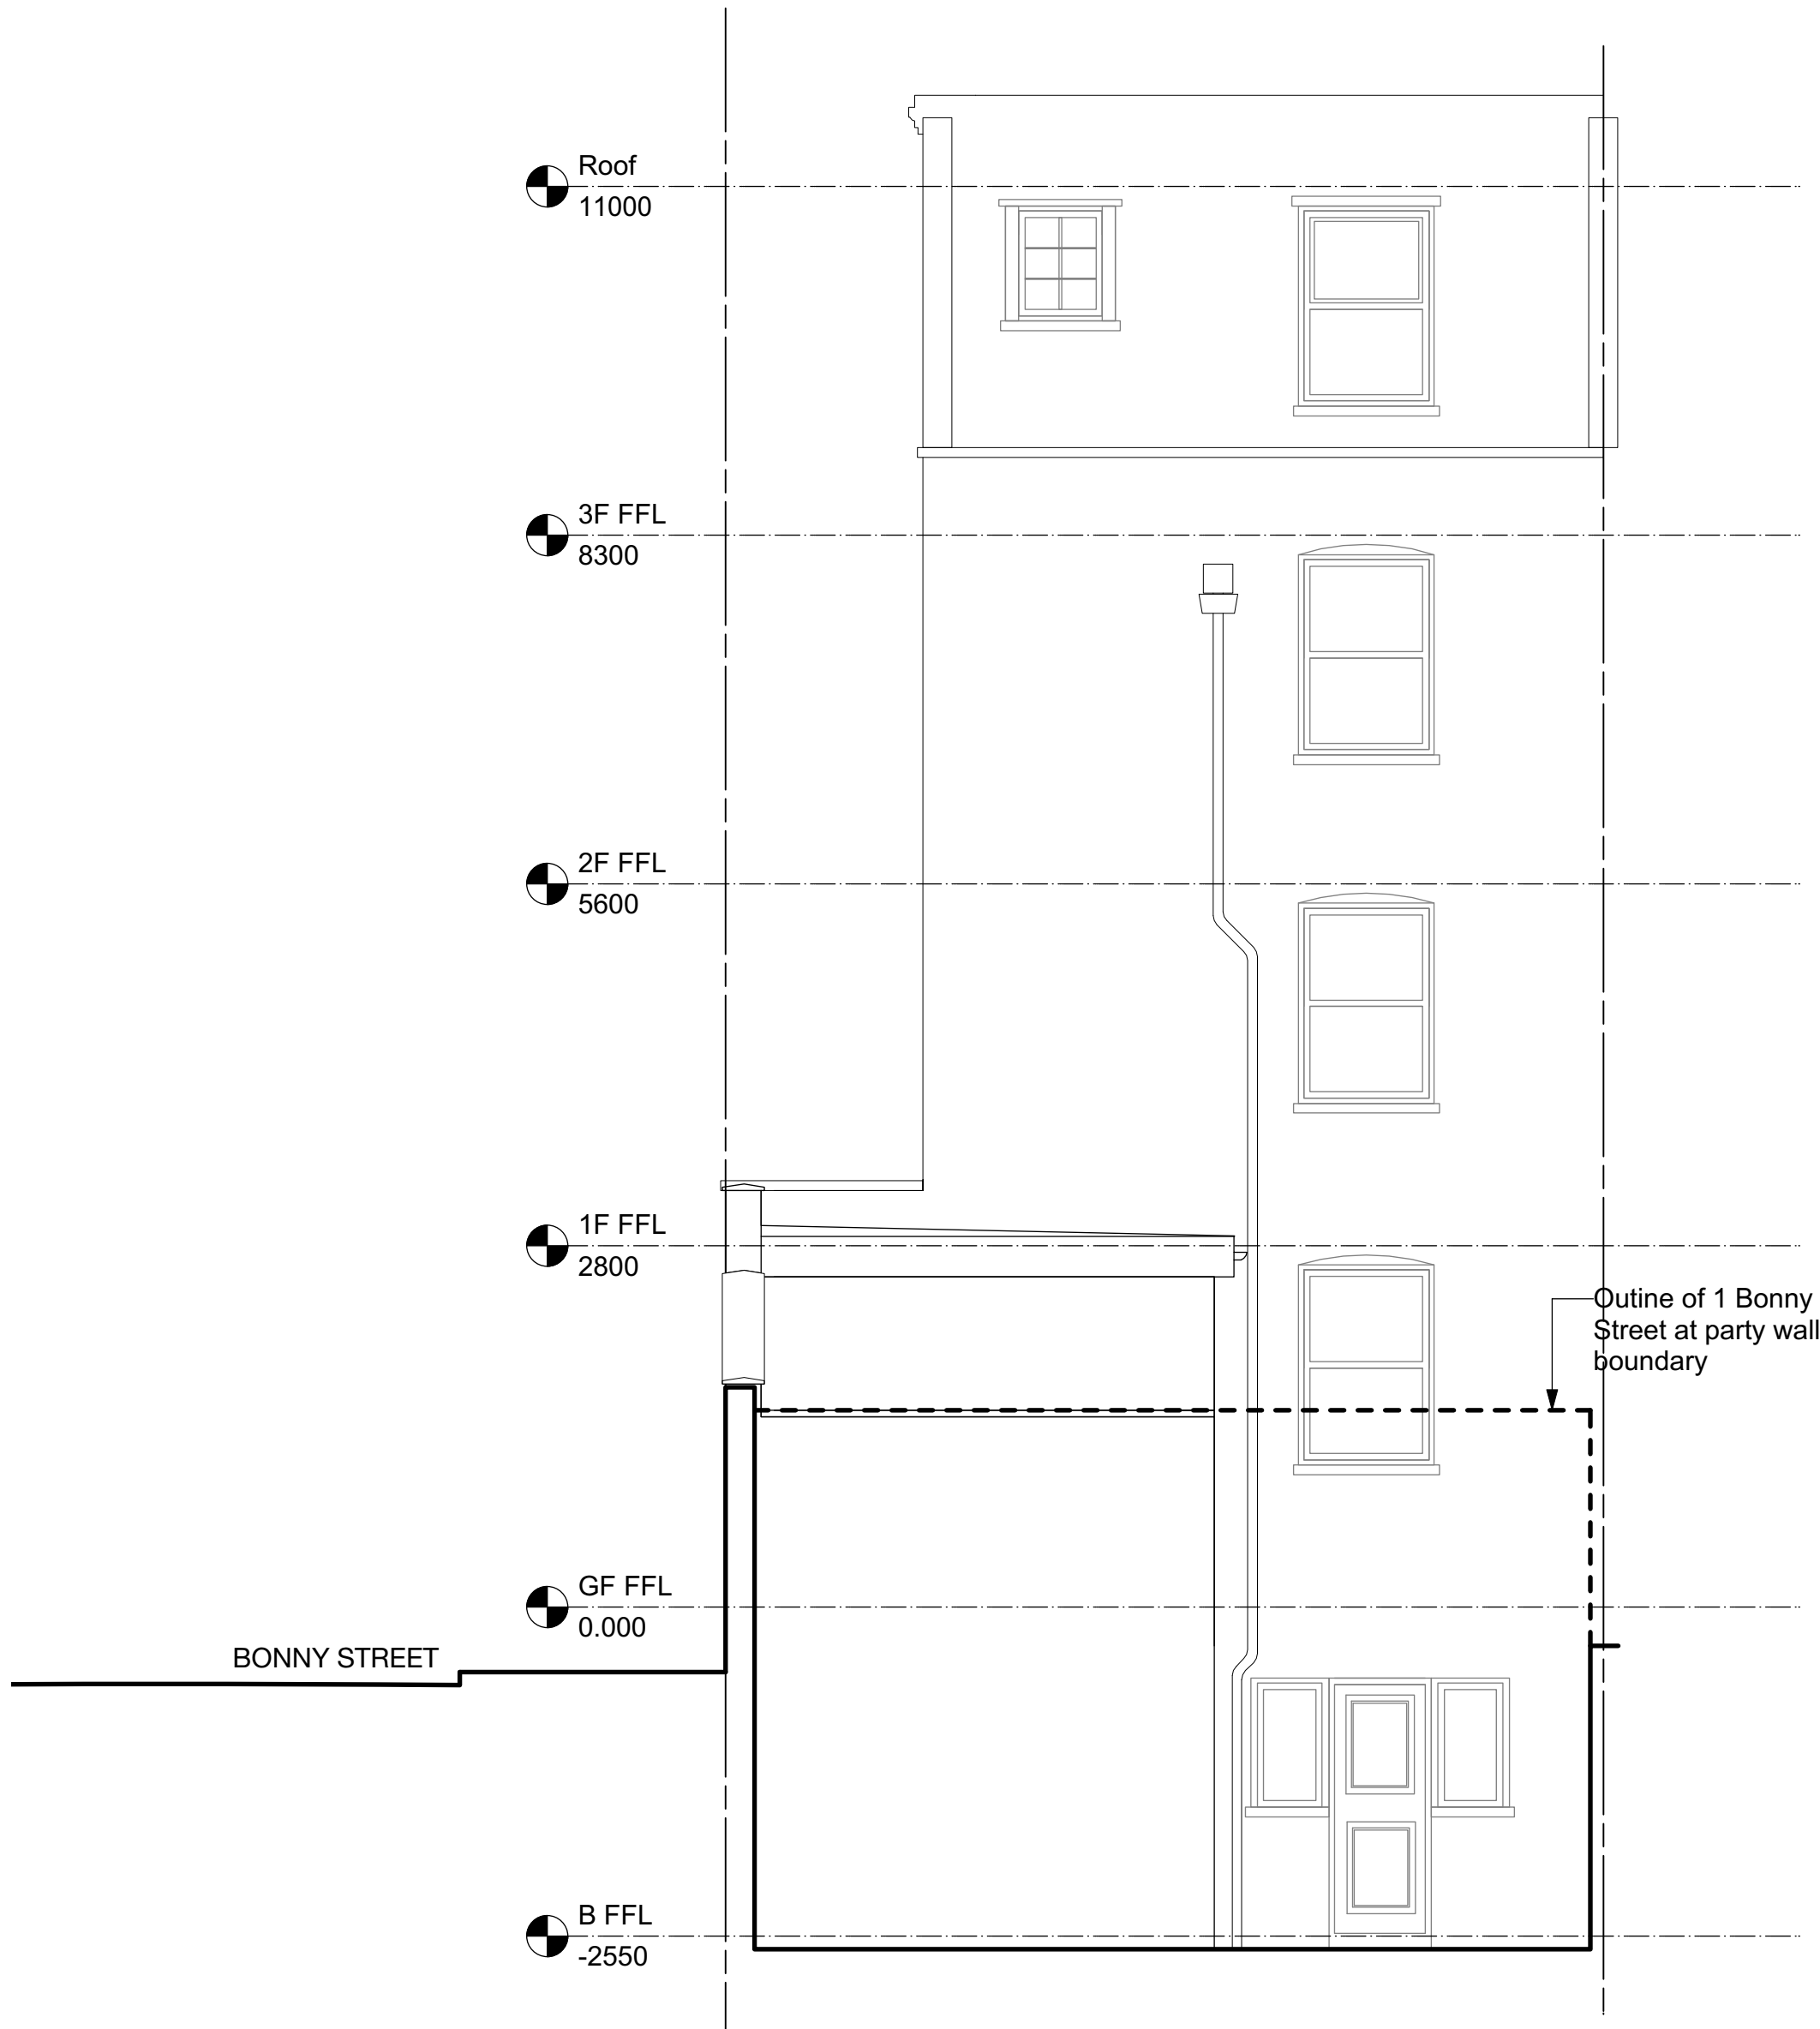 Roof
11000
3F FFL
8300
2F FFL
5600
1F FFL
2800
Outine of 1 Bonny
Street at party wall
boundary
GF FFL
0.000
BONNY STREET
B FFL
-2550